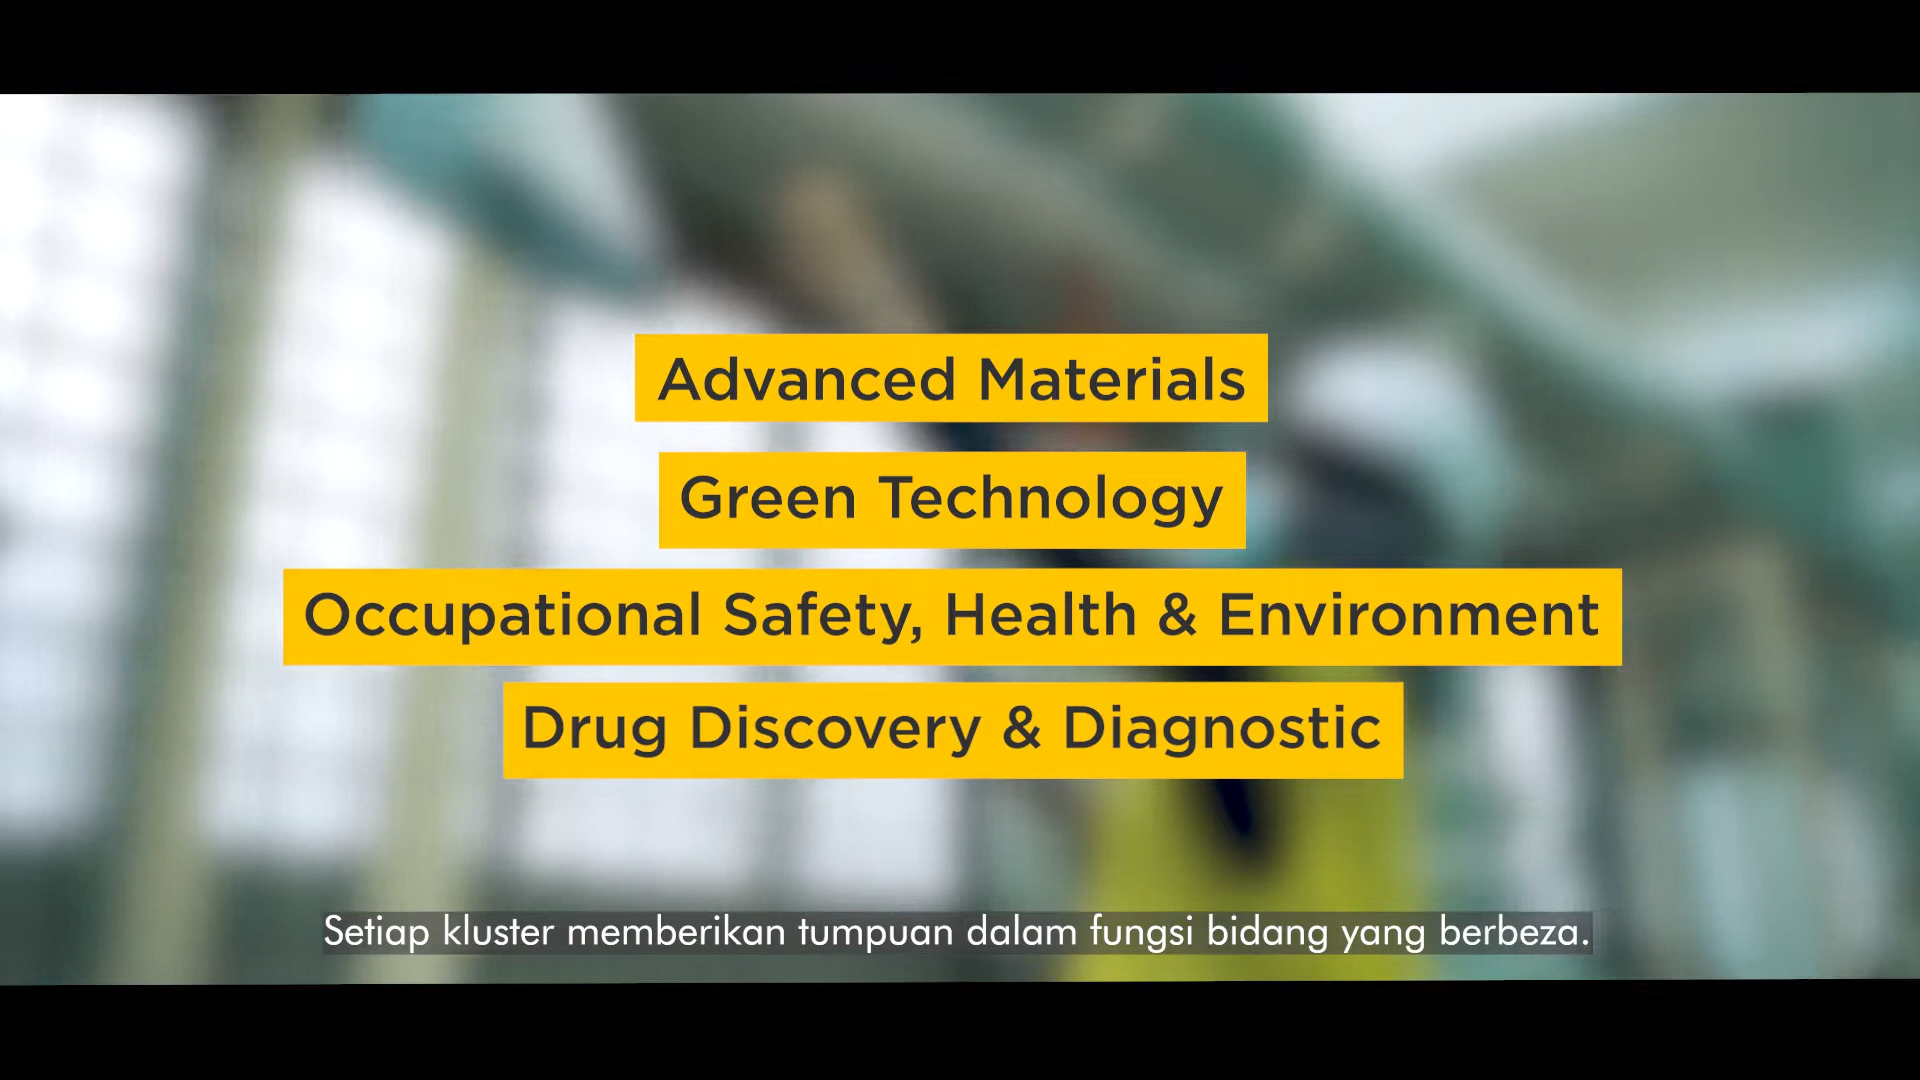 Advanced Materials
Green Technology
Occupational Safety, Health & Environment
Drug Discovery & Diagnostic
Setiap kluster memberikan tumpuan dalam fungsi bidang yang berbeza.